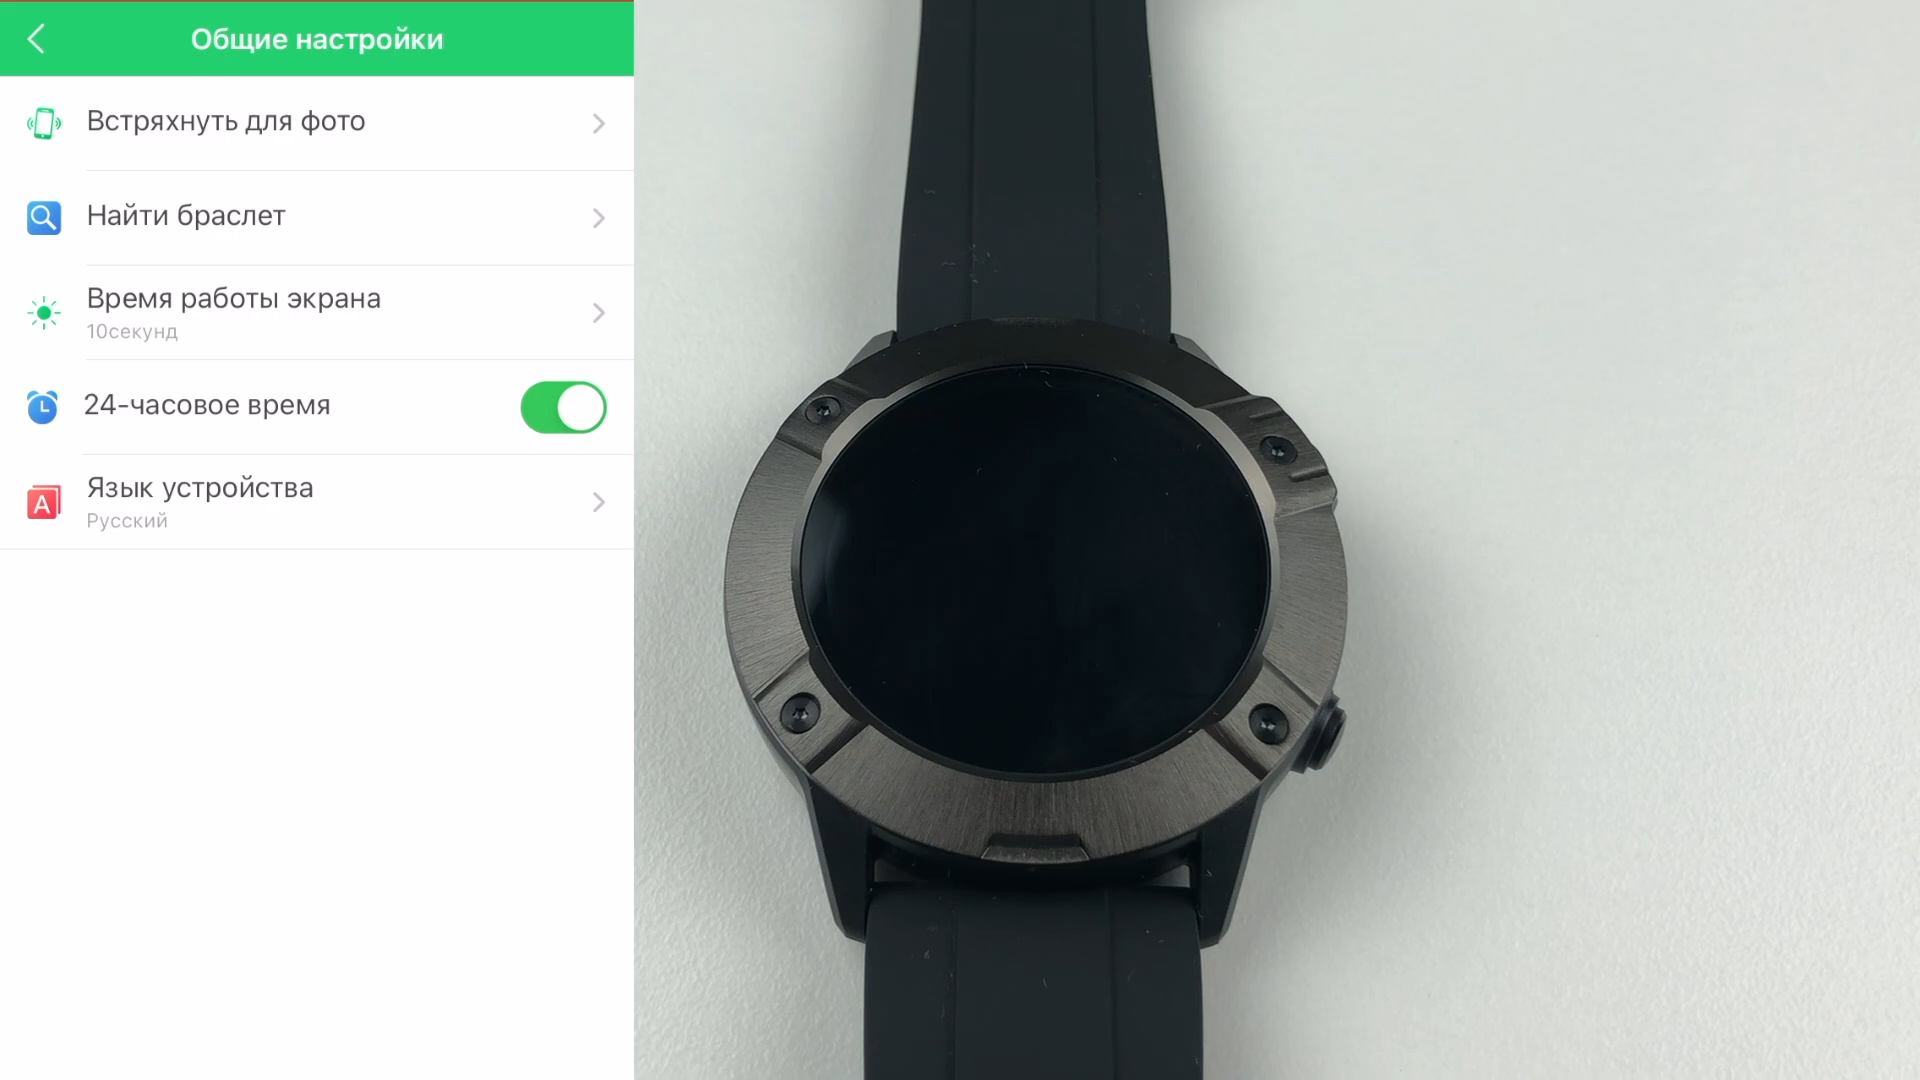 Общие настройки
Встряхнуть для фото
Найти браслет
Время работы экрана
10секунд
24-часовое время
Язык устройства
A
Русский